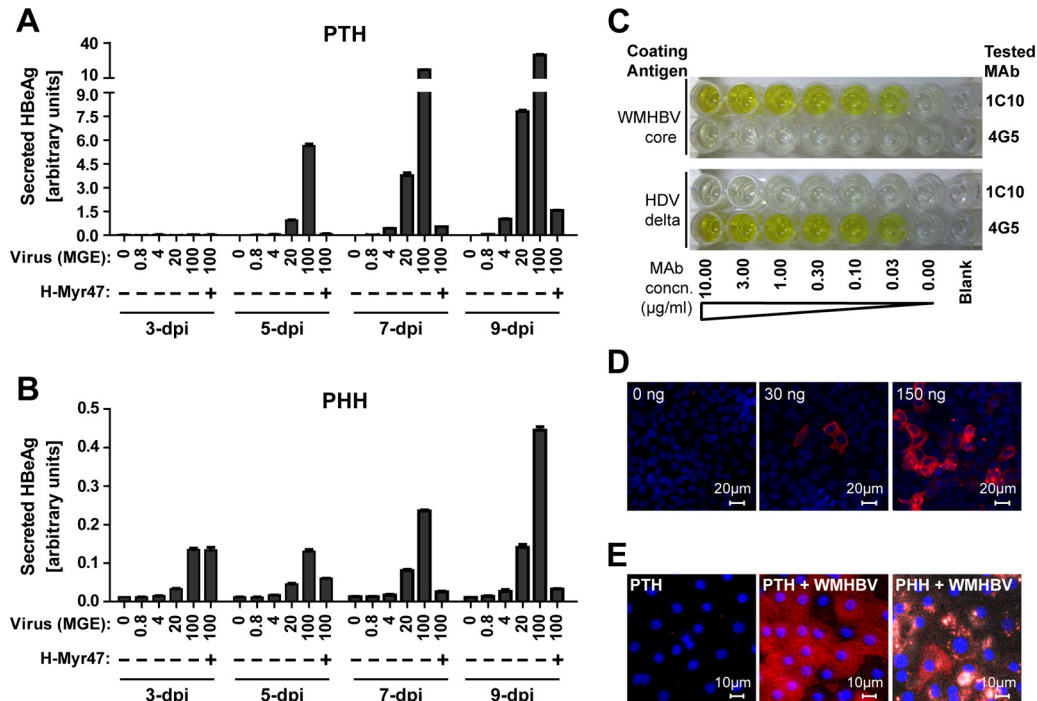 A
PTH
Secreted HBeAg
[arbitrary units]
40
10
9.0
7.5
6.0
4.5
3.0
1.5
0.0
Virus (MGE): 0 0.8 4 20 100 100 0 0.8 4 20 100 100 0 0.8 4 20 100 100 0 0.8 4 20 100 100
H-Myr47: − − − − − + − − − − − + − − − − − + − − − − − +
3-dpi 5-dpi 7-dpi 9-dpi
B
PHH
Secreted HBeAg
[arbitrary units]
0.5
0.4
0.3
0.2
0.1
0.0
Virus (MGE): 0 0.8 4 20 100 100 0 0.8 4 20 100 100 0 0.8 4 20 100 100 0 0.8 4 20 100 100
H-Myr47: − − − − − + − − − − − + − − − − − + − − − − − +
3-dpi 5-dpi 7-dpi 9-dpi
C
Coating
Antigen
Tested
MAb
WMHBV
core
1C10
4G5
HDV
delta
1C10
4G5
MAb
concn.
(µg/ml)
10.00 3.00 1.00 0.30 0.10 0.03 0.00 Blank
D
0 ng 30 ng 150 ng
20µm 20µm 20µm
E
PTH PTH + WMHBV PHH + WMHBV
10µm 10µm 10µm